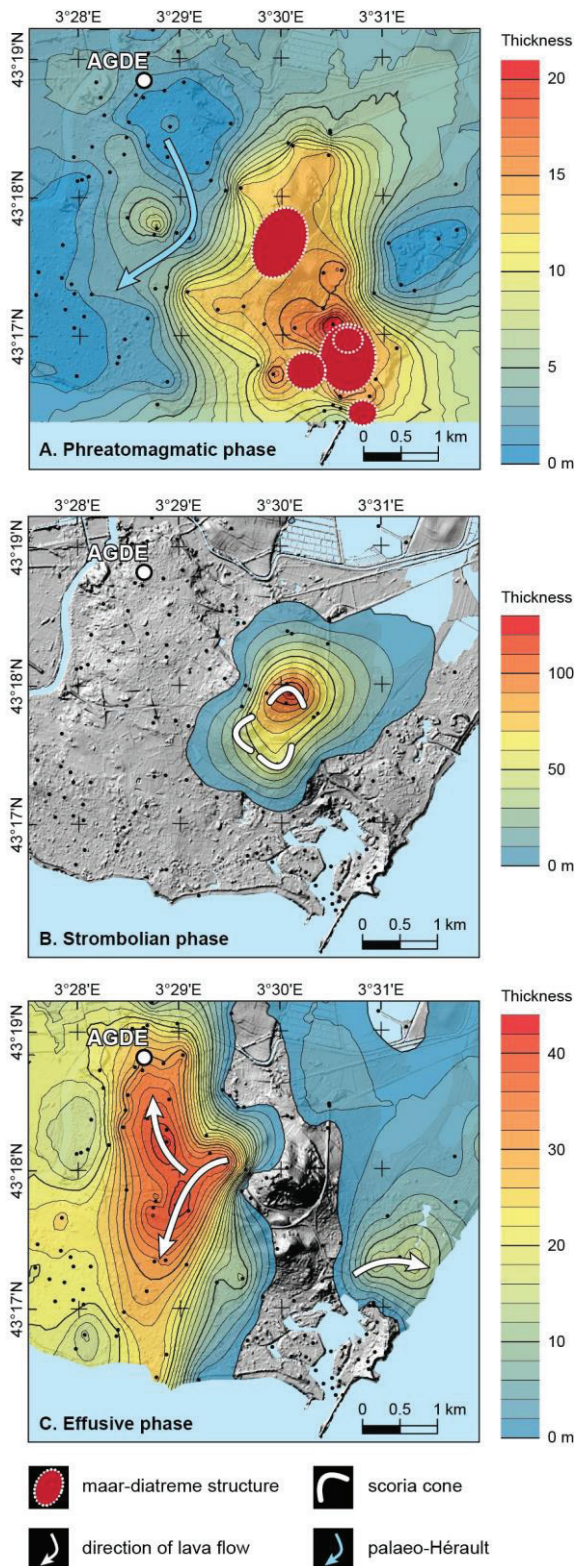 3°28'E 3°29'E 3°30'E 3°31'E
Thickness
43°19'N
AGDE
20
43°18'N
15
10
43°17'N
5
0 m
A. Phreatomagmatic phase
0 0.5 1 km
3°28'E 3°29'E 3°30'E 3°31'E
43°19'N
AGDE
Thickness
43°18'N
100
50
43°17'N
0 m
B. Strombolian phase
0 0.5 1 km
3°28'E 3°29'E 3°30'E 3°31'E
Thickness
43°19'N
AGDE
40
30
43°18'N
20
43°17'N
10
0 m
C. Effusive phase
0 0.5 1 km
maar-diatreme structure
scoria cone
direction of lava flow
palaeo-Hérault